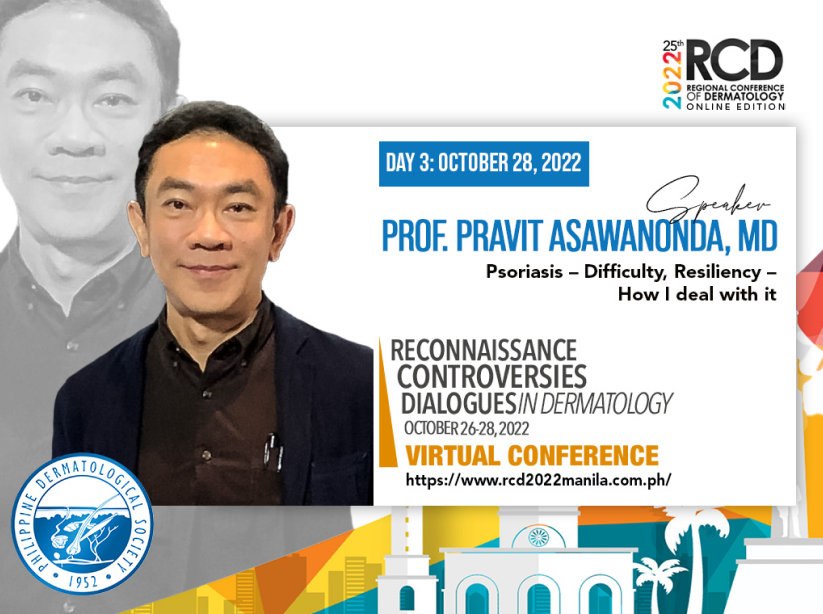 25th
2022
RCD
REGIONAL CONFERENCE
OF DERMATOLOGY
ONLINE EDITION
DAY 3: OCTOBER 28, 2022
Speaker
PROF. PRAVIT ASAWANONDA, MD
Psoriasis – Difficulty, Resiliency –
How I deal with it
RECONNAISSANCE
CONTROVERSIES
DIALOGUES IN DERMATOLOGY
OCTOBER 26-28, 2022
VIRTUAL CONFERENCE
https://www.rcd2022manila.com.ph/
PHILIPPINE DERMATOLOGICAL SOCIETY
• 1952 •